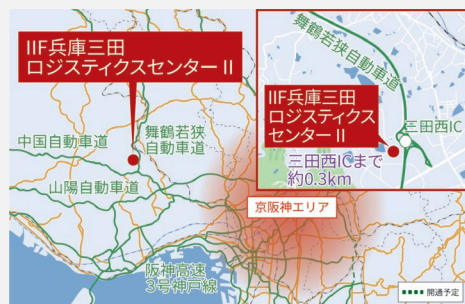 IIF兵庫三田
ロジスティクスセンターⅡ
中国自動車道
舞鶴若狭
自動車道
山陽自動車道
京阪神エリア
阪神高速
3号神戸線
舞鶴若狭自動車道
IIF兵庫三田
ロジスティクス
センターⅡ
三田西IC
三田西ICまで
約0.3km
開通予定